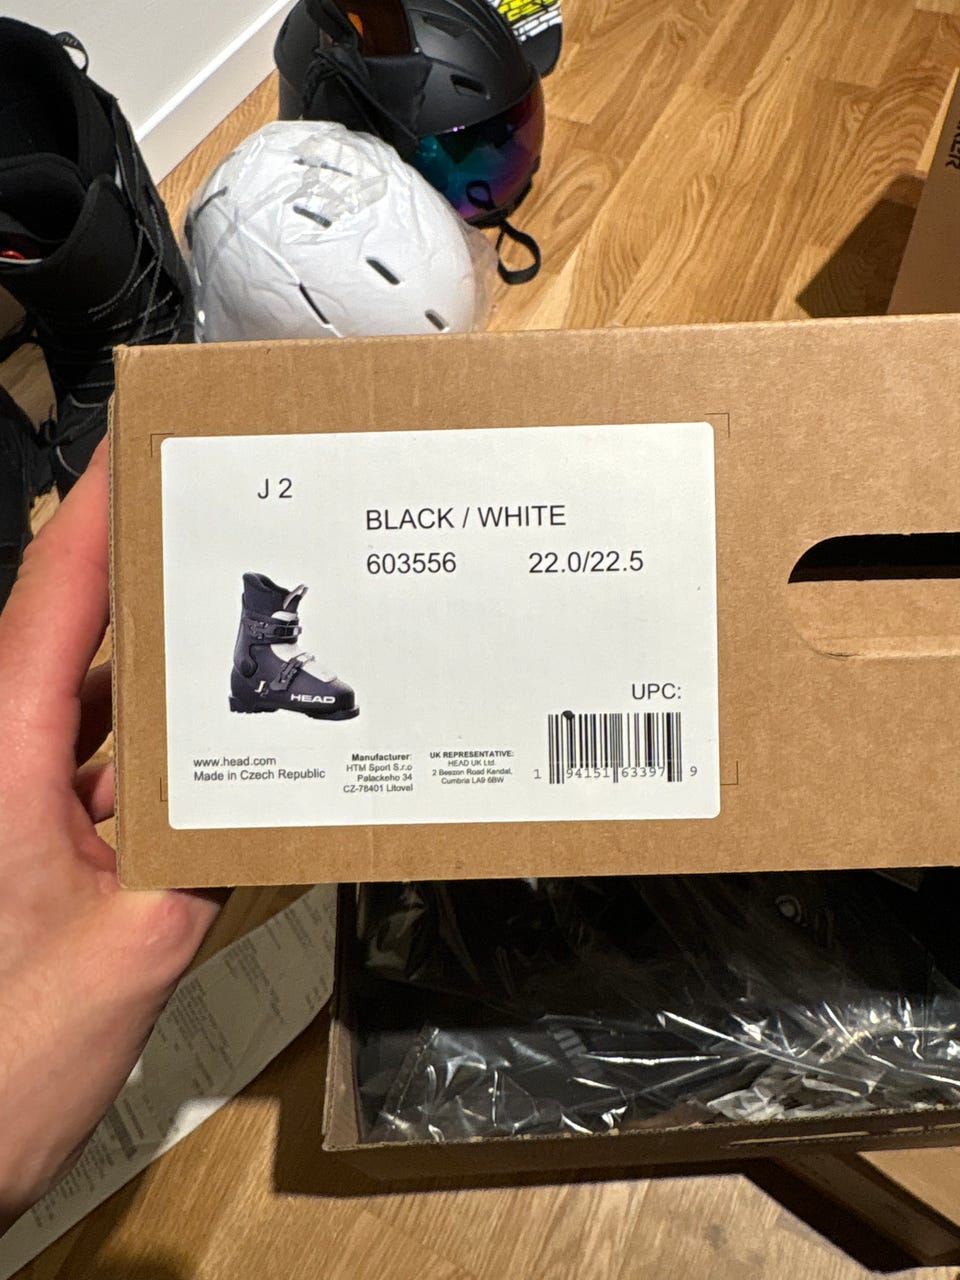 J 2
BLACK / WHITE
603556 22.0/22.5
J
HEAD
UPC:
www.head.com
Made in Czech Republic
Manufacturer:
HTM Sport S.r.o
Palackeho 34
CZ-78401 Litovel
UK REPRESENTATIVE:
HEAD UK Ltd.
2 Beezon Road Kendal,
Cumbria LA9 6BW
1 94151 63397 9